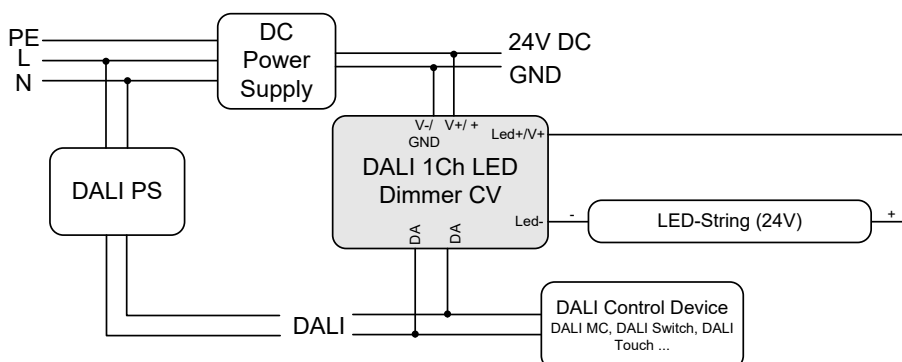 PE
L
N
DC
Power
Supply
24V DC
GND
V-/
GND
V+/ +
Led+/V+
DALI 1Ch LED
Dimmer CV
Led-
DA
DA
DALI PS
-
LED-String (24V)
+
DALI
DALI Control Device
DALI MC, DALI Switch, DALI
Touch ...